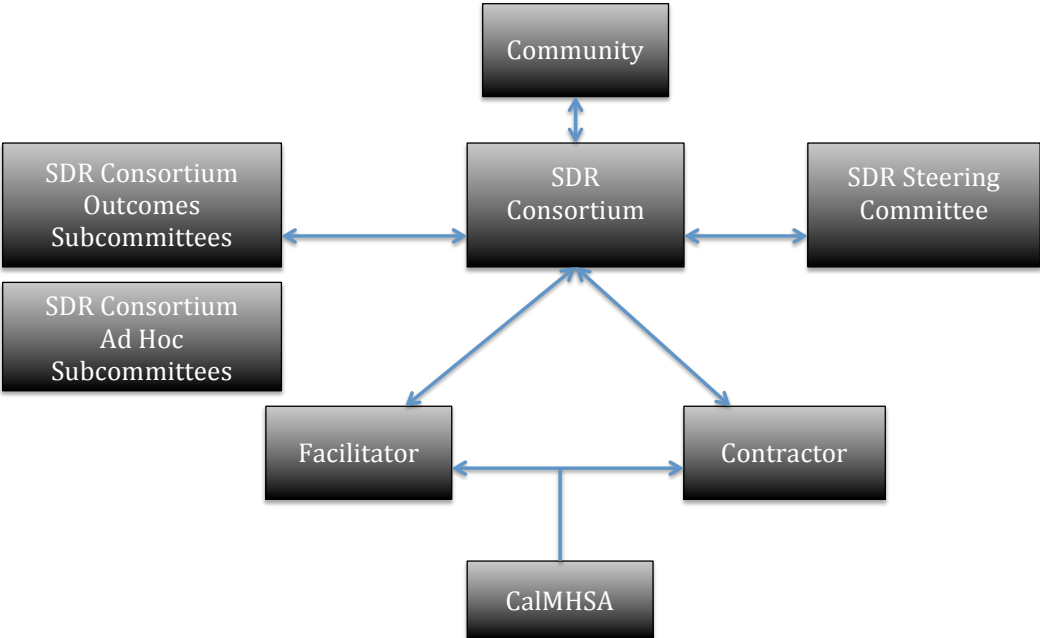 Community
SDR Consortium
Outcomes
Subcommittees
SDR
Consortium
SDR Steering
Committee
SDR Consortium
Ad Hoc
Subcommittees
Facilitator
Contractor
CalMHSA